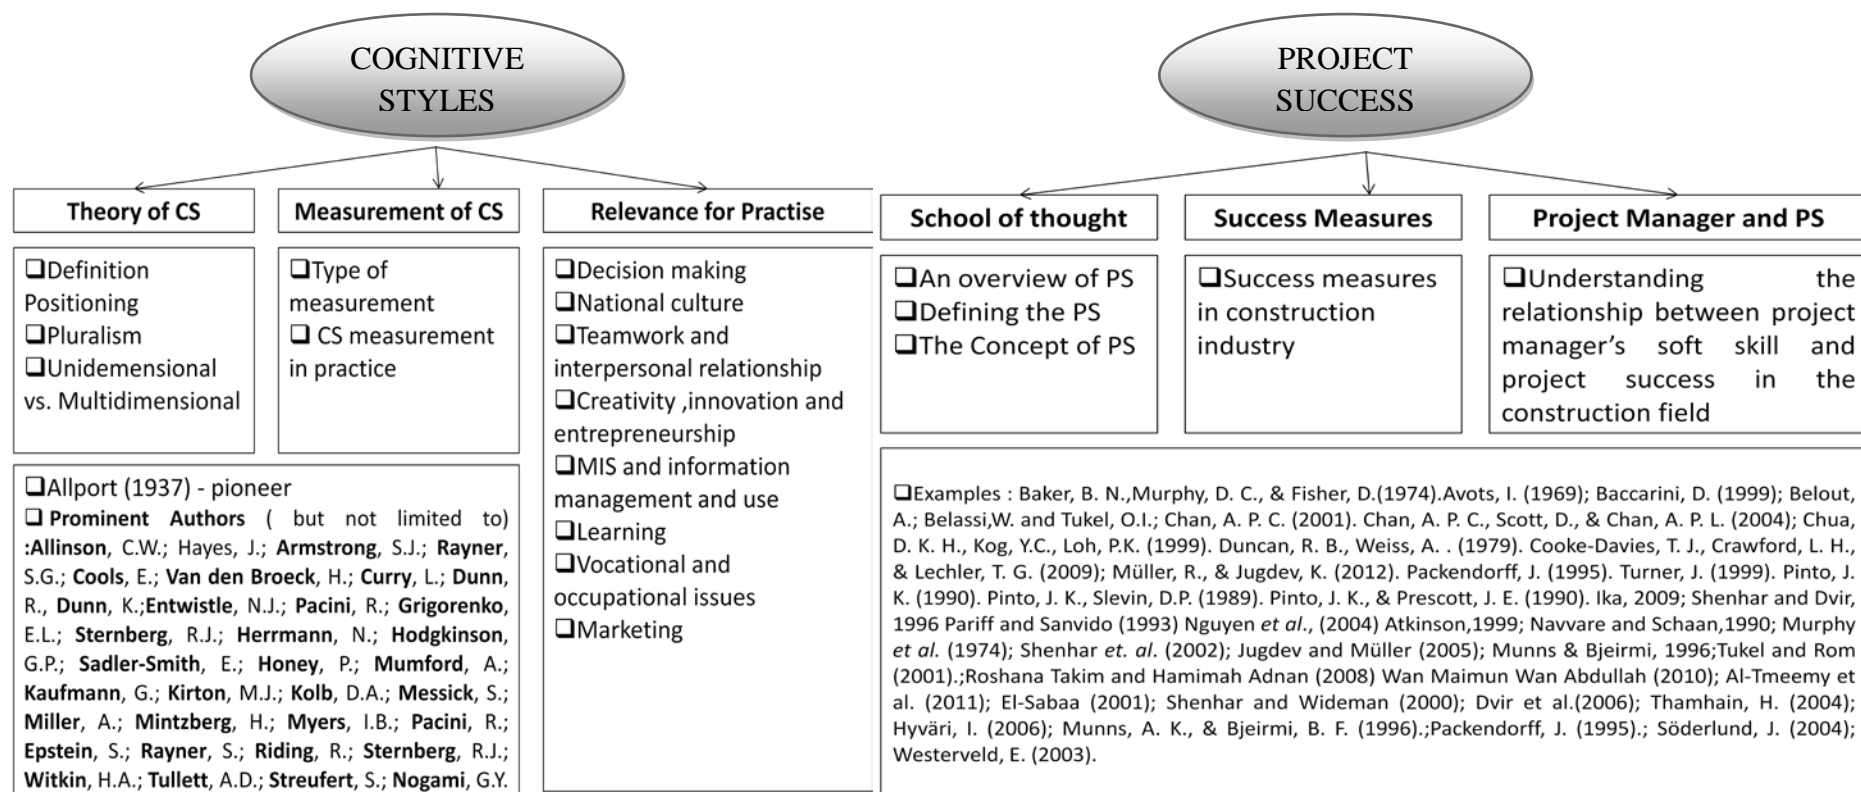 COGNITIVE
STYLES
Theory of CS
Measurement of CS
Relevance for Practise
❑Definition
Positioning
❑Pluralism
❑Unidemensional
vs. Multidimensional
❑Type of
measurement
❑ CS measurement
in practice
❑Decision making
❑National culture
❑Teamwork and
interpersonal relationship
❑Creativity ,innovation and
entrepreneurship
❑MIS and information
management and use
❑Learning
❑Vocational and
occupational issues
❑Marketing
❑Allport (1937) - pioneer
❑ Prominent Authors ( but not limited to)
:Allinson, C.W.; Hayes, J.; Armstrong, S.J.; Rayner,
S.G.; Cools, E.; Van den Broeck, H.; Curry, L.; Dunn,
R., Dunn, K.;Entwistle, N.J.; Pacini, R.; Grigorenko,
E.L.; Sternberg, R.J.; Herrmann, N.; Hodgkinson,
G.P.; Sadler-Smith, E.; Honey, P.; Mumford, A.;
Kaufmann, G.; Kirton, M.J.; Kolb, D.A.; Messick, S.;
Miller, A.; Mintzberg, H.; Myers, I.B.; Pacini, R.;
Epstein, S.; Rayner, S.; Riding, R.; Sternberg, R.J.;
Witkin, H.A.; Tullett, A.D.; Streufert, S.; Nogami, G.Y.
PROJECT
SUCCESS
School of thought
Success Measures
Project Manager and PS
❑An overview of PS
❑Defining the PS
❑The Concept of PS
❑Success measures
in construction
industry
❑Understanding the
relationship between project
manager's soft skill and
project success in the
construction field
❑Examples : Baker, B. N.,Murphy, D. C., & Fisher, D.(1974).Avots, I. (1969); Baccarini, D. (1999); Belout,
A.; Belassi,W. and Tukel, O.I.; Chan, A. P. C. (2001). Chan, A. P. C., Scott, D., & Chan, A. P. L. (2004); Chua,
D. K. H., Kog, Y.C., Loh, P.K. (1999). Duncan, R. B., Weiss, A. . (1979). Cooke-Davies, T. J., Crawford, L. H.,
& Lechler, T. G. (2009); Müller, R., & Jugdev, K. (2012). Packendorff, J. (1995). Turner, J. (1999). Pinto, J.
K. (1990). Pinto, J. K., Slevin, D.P. (1989). Pinto, J. K., & Prescott, J. E. (1990). Ika, 2009; Shenhar and Dvir,
1996 Pariff and Sanvido (1993) Nguyen et al., (2004) Atkinson,1999; Navvare and Schaan,1990; Murphy
et al. (1974); Shenhar et. al. (2002); Jugdev and Müller (2005); Munns & Bjeirmi, 1996;Tukel and Rom
(2001).;Roshana Takim and Hamimah Adnan (2008) Wan Maimun Wan Abdullah (2010); Al-Tmeemy et
al. (2011); El-Sabaa (2001); Shenhar and Wideman (2000); Dvir et al.(2006); Thamhain, H. (2004);
Hyväri, I. (2006); Munns, A. K., & Bjeirmi, B. F. (1996).;Packendorff, J. (1995).; Söderlund, J. (2004);
Westerveld, E. (2003).